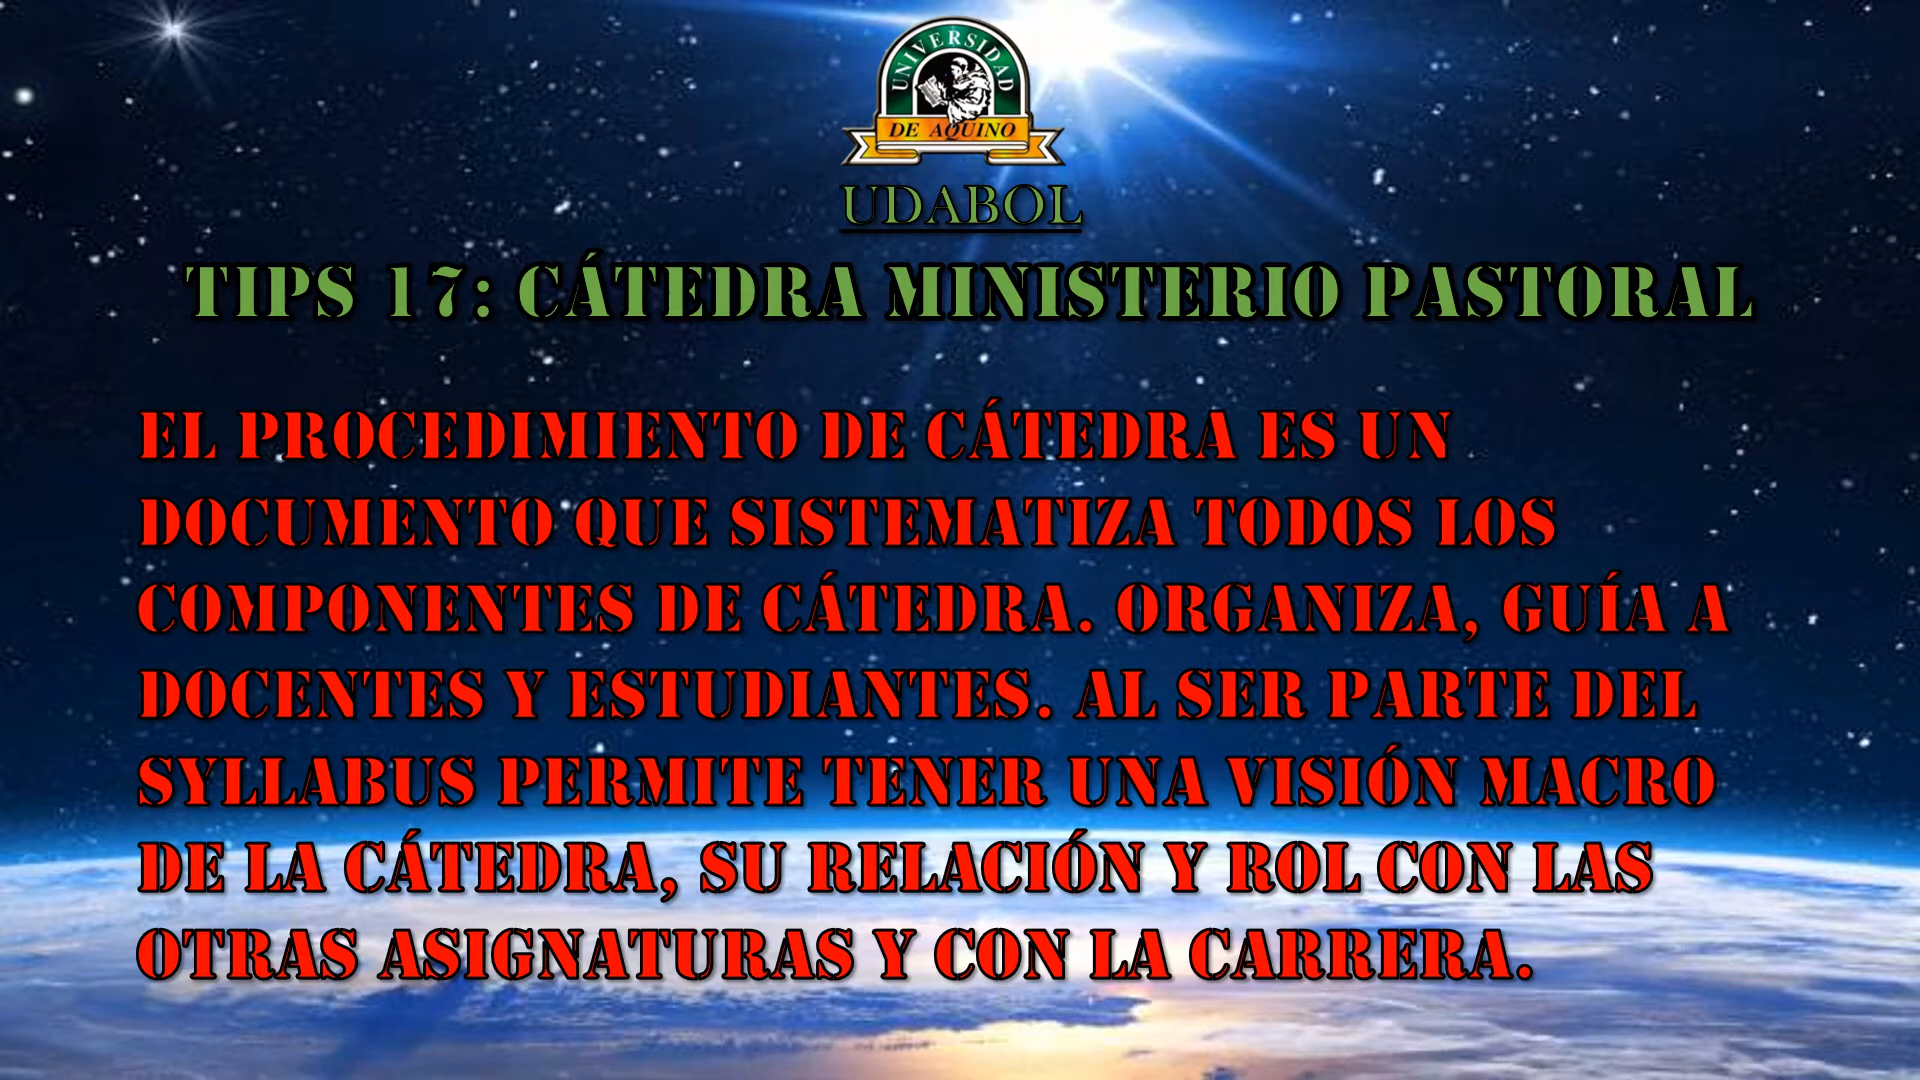 UNIVERSIDAD
DE AQUINO
UDABOL
TIPS 17: CÁTEDRA MINISTERIO PASTORAL
EL PROCEDIMIENTO DE CÁTEDRA ES UN
DOCUMENTO QUE SISTEMATIZA TODOS LOS
COMPONENTES DE CÁTEDRA. ORGANIZA, GUÍA A
DOCENTES Y ESTUDIANTES. AL SER PARTE DEL
SYLLABUS PERMITE TENER UNA VISIÓN MACRO
DE LA CÁTEDRA, SU RELACIÓN Y ROL CON LAS
OTRAS ASIGNATURAS Y CON LA CARRERA.